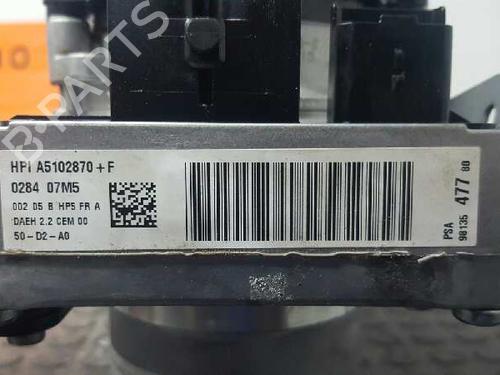 HPI A5102870+F
0284 07M5
002 05 B HP5 FR A
DAEH 2.2 CEM 00
50-D2-A0
PSA
98135 477 80
B-PARTS